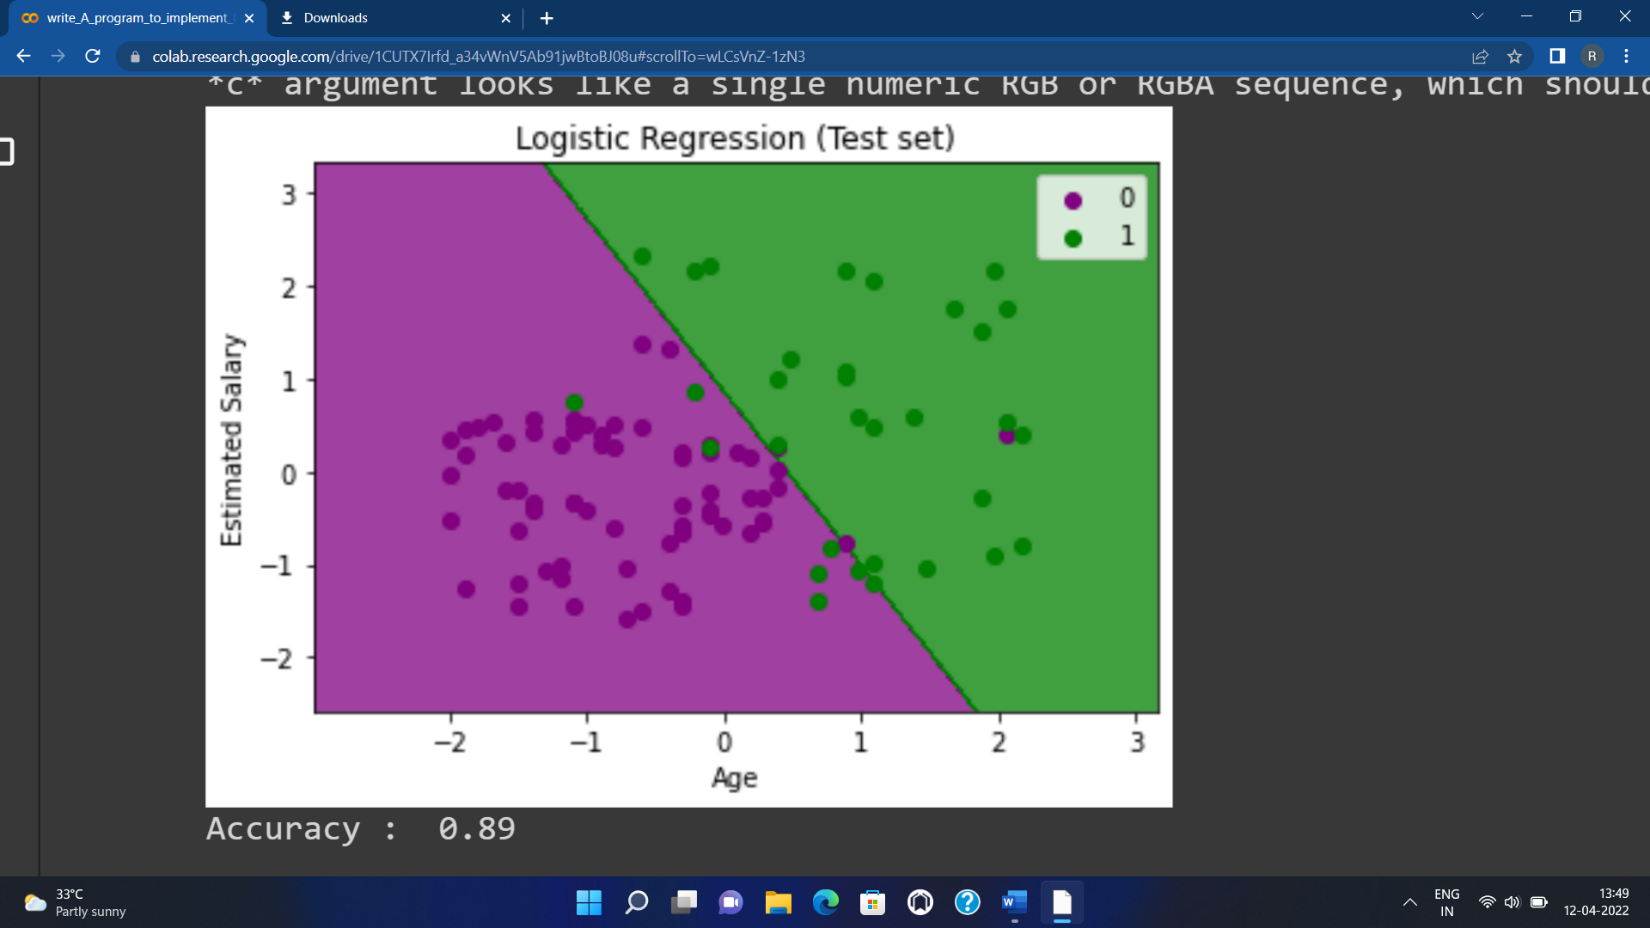 write_A_program_to_implement_
Downloads
colab.research.google.com/drive/1CUTX7Irfd_a34vWnV5Ab91jwBtoBJ08u#scrollTo=wLCsVnZ-1zN3
R
*c* argument looks like a single numeric RGB or RGBA sequence, which should
Logistic Regression (Test set)
0
1
3
2
1
0
−1
−2
Estimated Salary
−2 −1 0 1 2 3
Age
Accuracy : 0.89
33°C
Partly sunny
W
ENG
IN
13:49
12-04-2022